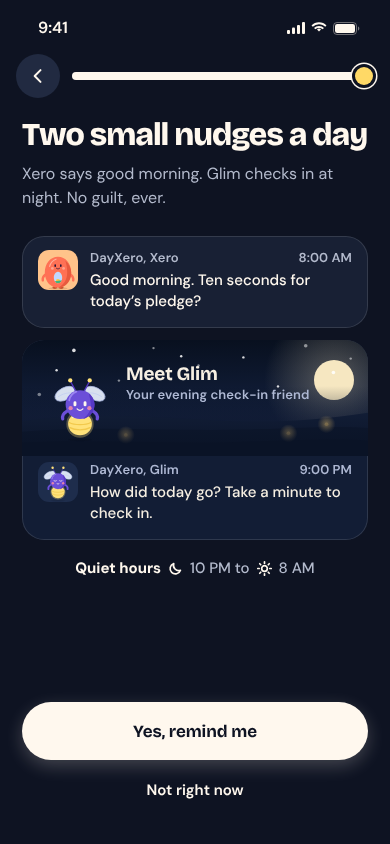 9:41
Two small nudges a day
Xero says good morning. Glim checks in at
night. No guilt, ever.
DayXero, Xero 8:00 AM
Good morning. Ten seconds for
today’s pledge?
Meet Glim
Your evening check-in friend
DayXero, Glim 9:00 PM
How did today go? Take a minute to
check in.
Quiet hours 10 PM to 8 AM
Yes, remind me
Not right now